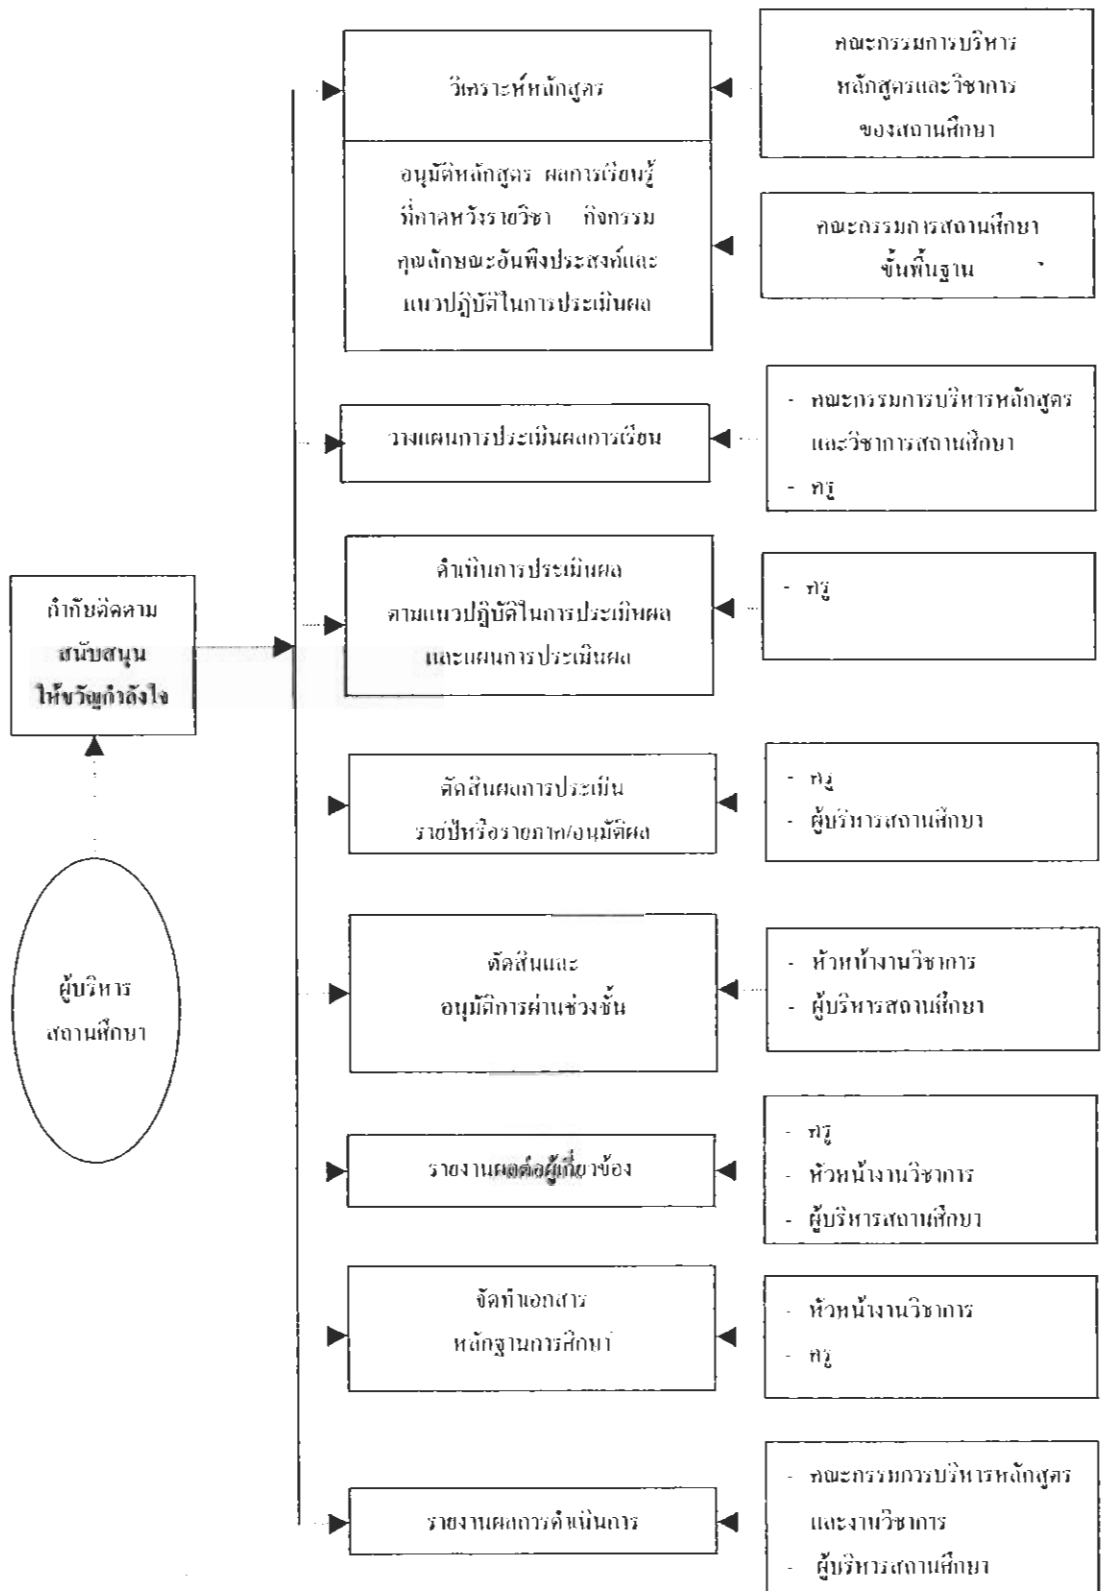 วิเคราะห์หลักสูตร
คณะกรรมการบริหาร
หลักสูตรและวิชาการ
ของสถานศึกษา
อนุมัติหลักสูตร ผลการเรียนรู้
ที่คาดหวังรายวิชา กิจกรรม
คุณลักษณะอันพึงประสงค์และ
แนวปฏิบัติในการประเมินผล
คณะกรรมการสถานศึกษา
ขั้นพื้นฐาน
วางแผนการประเมินผลการเรียน
- คณะกรรมการบริหารหลักสูตร
และวิชาการสถานศึกษา
- ครู
กำกับติดตาม
สนับสนุน
ให้ขวัญกำลังใจ
ดำเนินการประเมินผล
ตามแนวปฏิบัติในการประเมินผล
และแผนการประเมินผล
- ครู
ตัดสินผลการประเมิน
รายปีหรือรายภาค/อนุมัติผล
- ครู
- ผู้บริหารสถานศึกษา
ผู้บริหาร
สถานศึกษา
ตัดสินและ
อนุมัติการผ่านช่วงชั้น
- หัวหน้างานวิชาการ
- ผู้บริหารสถานศึกษา
รายงานผลต่อผู้เกี่ยวข้อง
- ครู
- หัวหน้างานวิชาการ
- ผู้บริหารสถานศึกษา
จัดทำเอกสาร
หลักฐานการศึกษา
- หัวหน้างานวิชาการ
- ครู
รายงานผลการดำเนินการ
- คณะกรรมการบริหารหลักสูตร
และงานวิชาการ
- ผู้บริหารสถานศึกษา